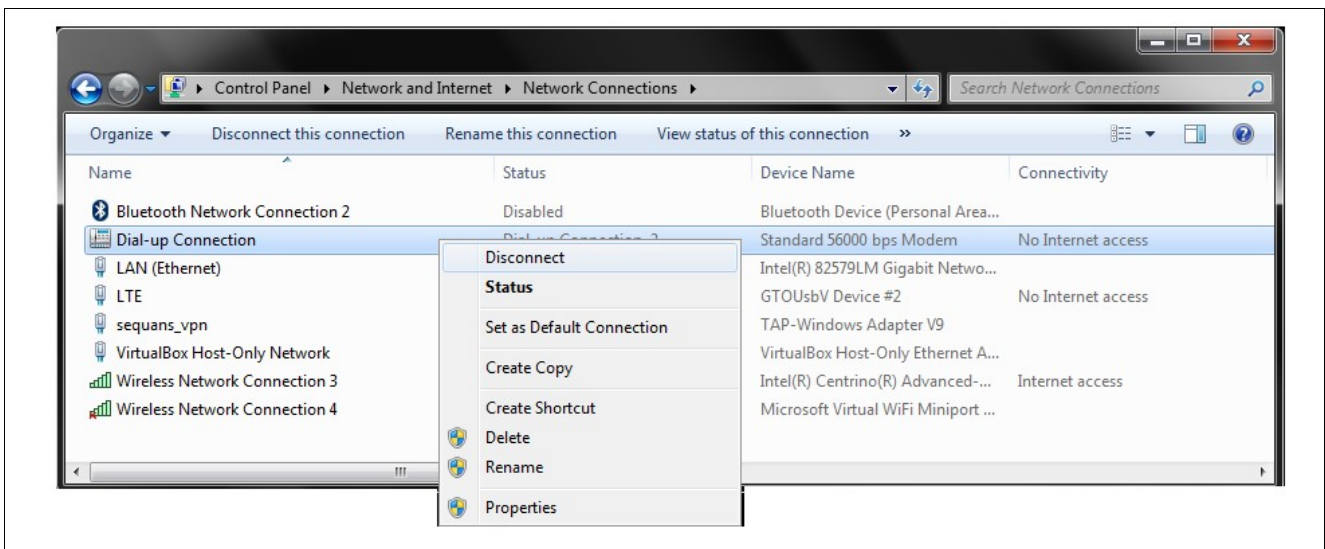 Control Panel ▸ Network and Internet ▸ Network Connections ▸ Search Network Connections
Organize Disconnect this connection Rename this connection View status of this connection »
Name Status Device Name Connectivity
Bluetooth Network Connection 2 Disabled Bluetooth Device (Personal Area...
Dial-up Connection Dial-up Connection 2 Standard 56000 bps Modem No Internet access
LAN (Ethernet) Intel(R) 82579LM Gigabit Netwo...
LTE GTOUsbV Device #2 No Internet access
sequans_vpn TAP-Windows Adapter V9
VirtualBox Host-Only Network VirtualBox Host-Only Ethernet A...
Wireless Network Connection 3 Intel(R) Centrino(R) Advanced-... Internet access
Wireless Network Connection 4 Microsoft Virtual WiFi Miniport ...
Disconnect
Status
Set as Default Connection
Create Copy
Create Shortcut
Delete
Rename
Properties